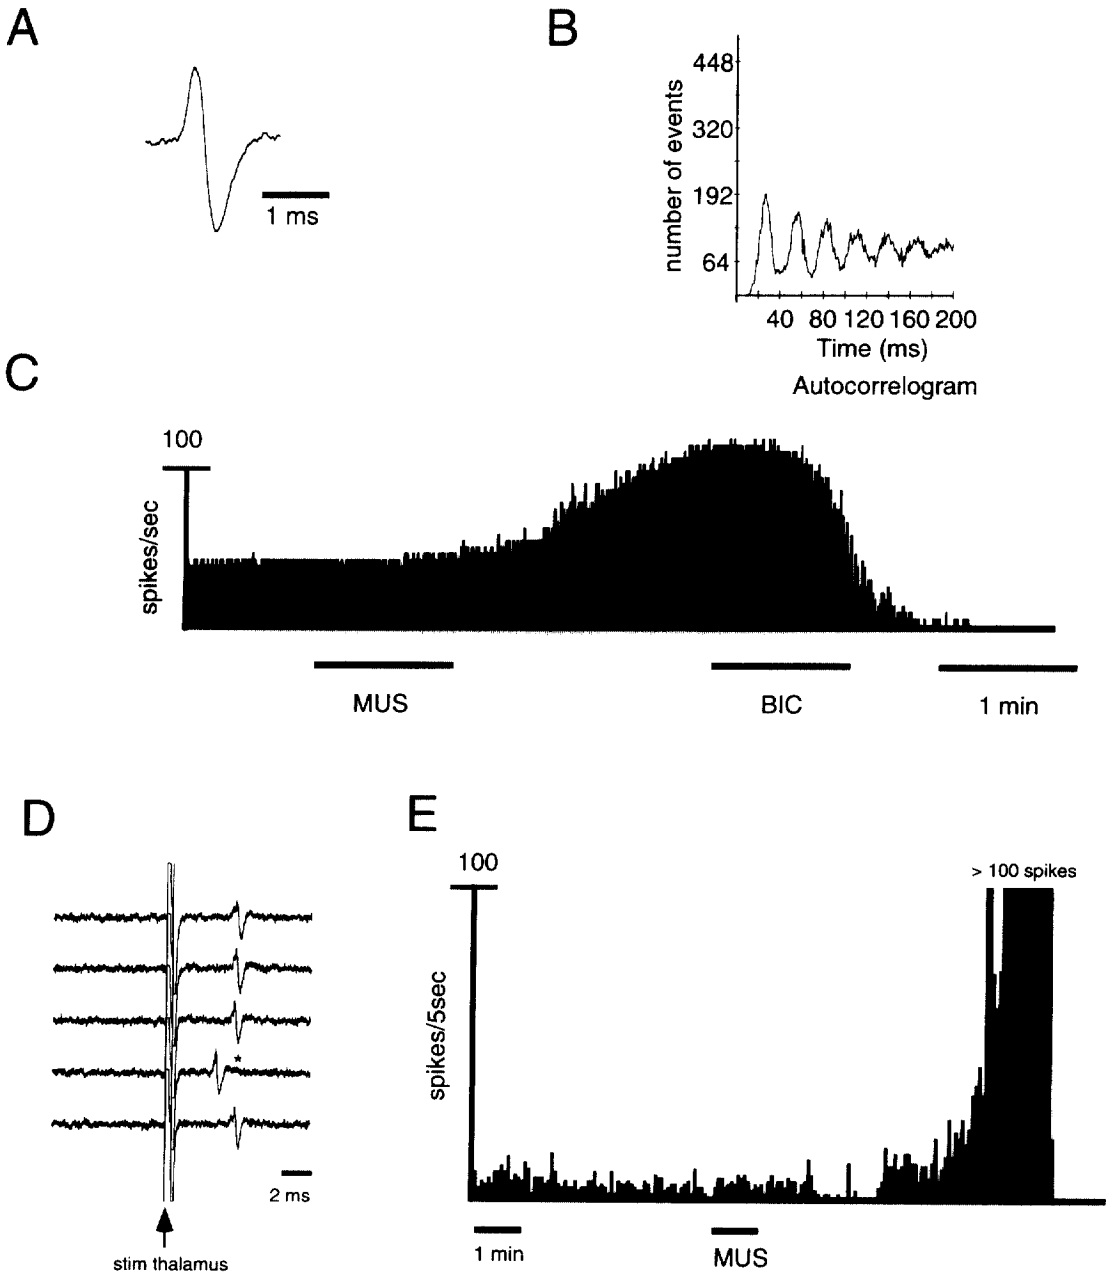 A
1 ms
B
448
320
192
64
number of events
40 80 120 160 200
Time (ms)
Autocorrelogram
C
100
spikes/sec
MUS
BIC
1 min
D
*
2 ms
stim thalamus
E
100
> 100 spikes
spikes/5sec
1 min
MUS